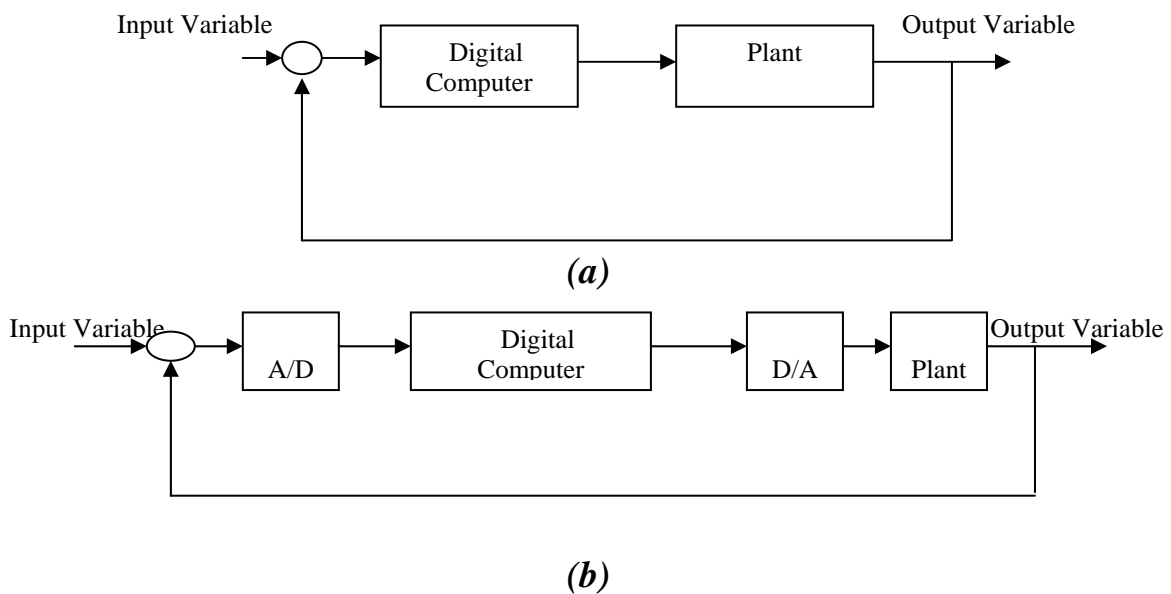 Input Variable
Output Variable
Digital
Computer
Plant
(a)
Input Variable
Output Variable
Digital
Computer
A/D
D/A
Plant
(b)